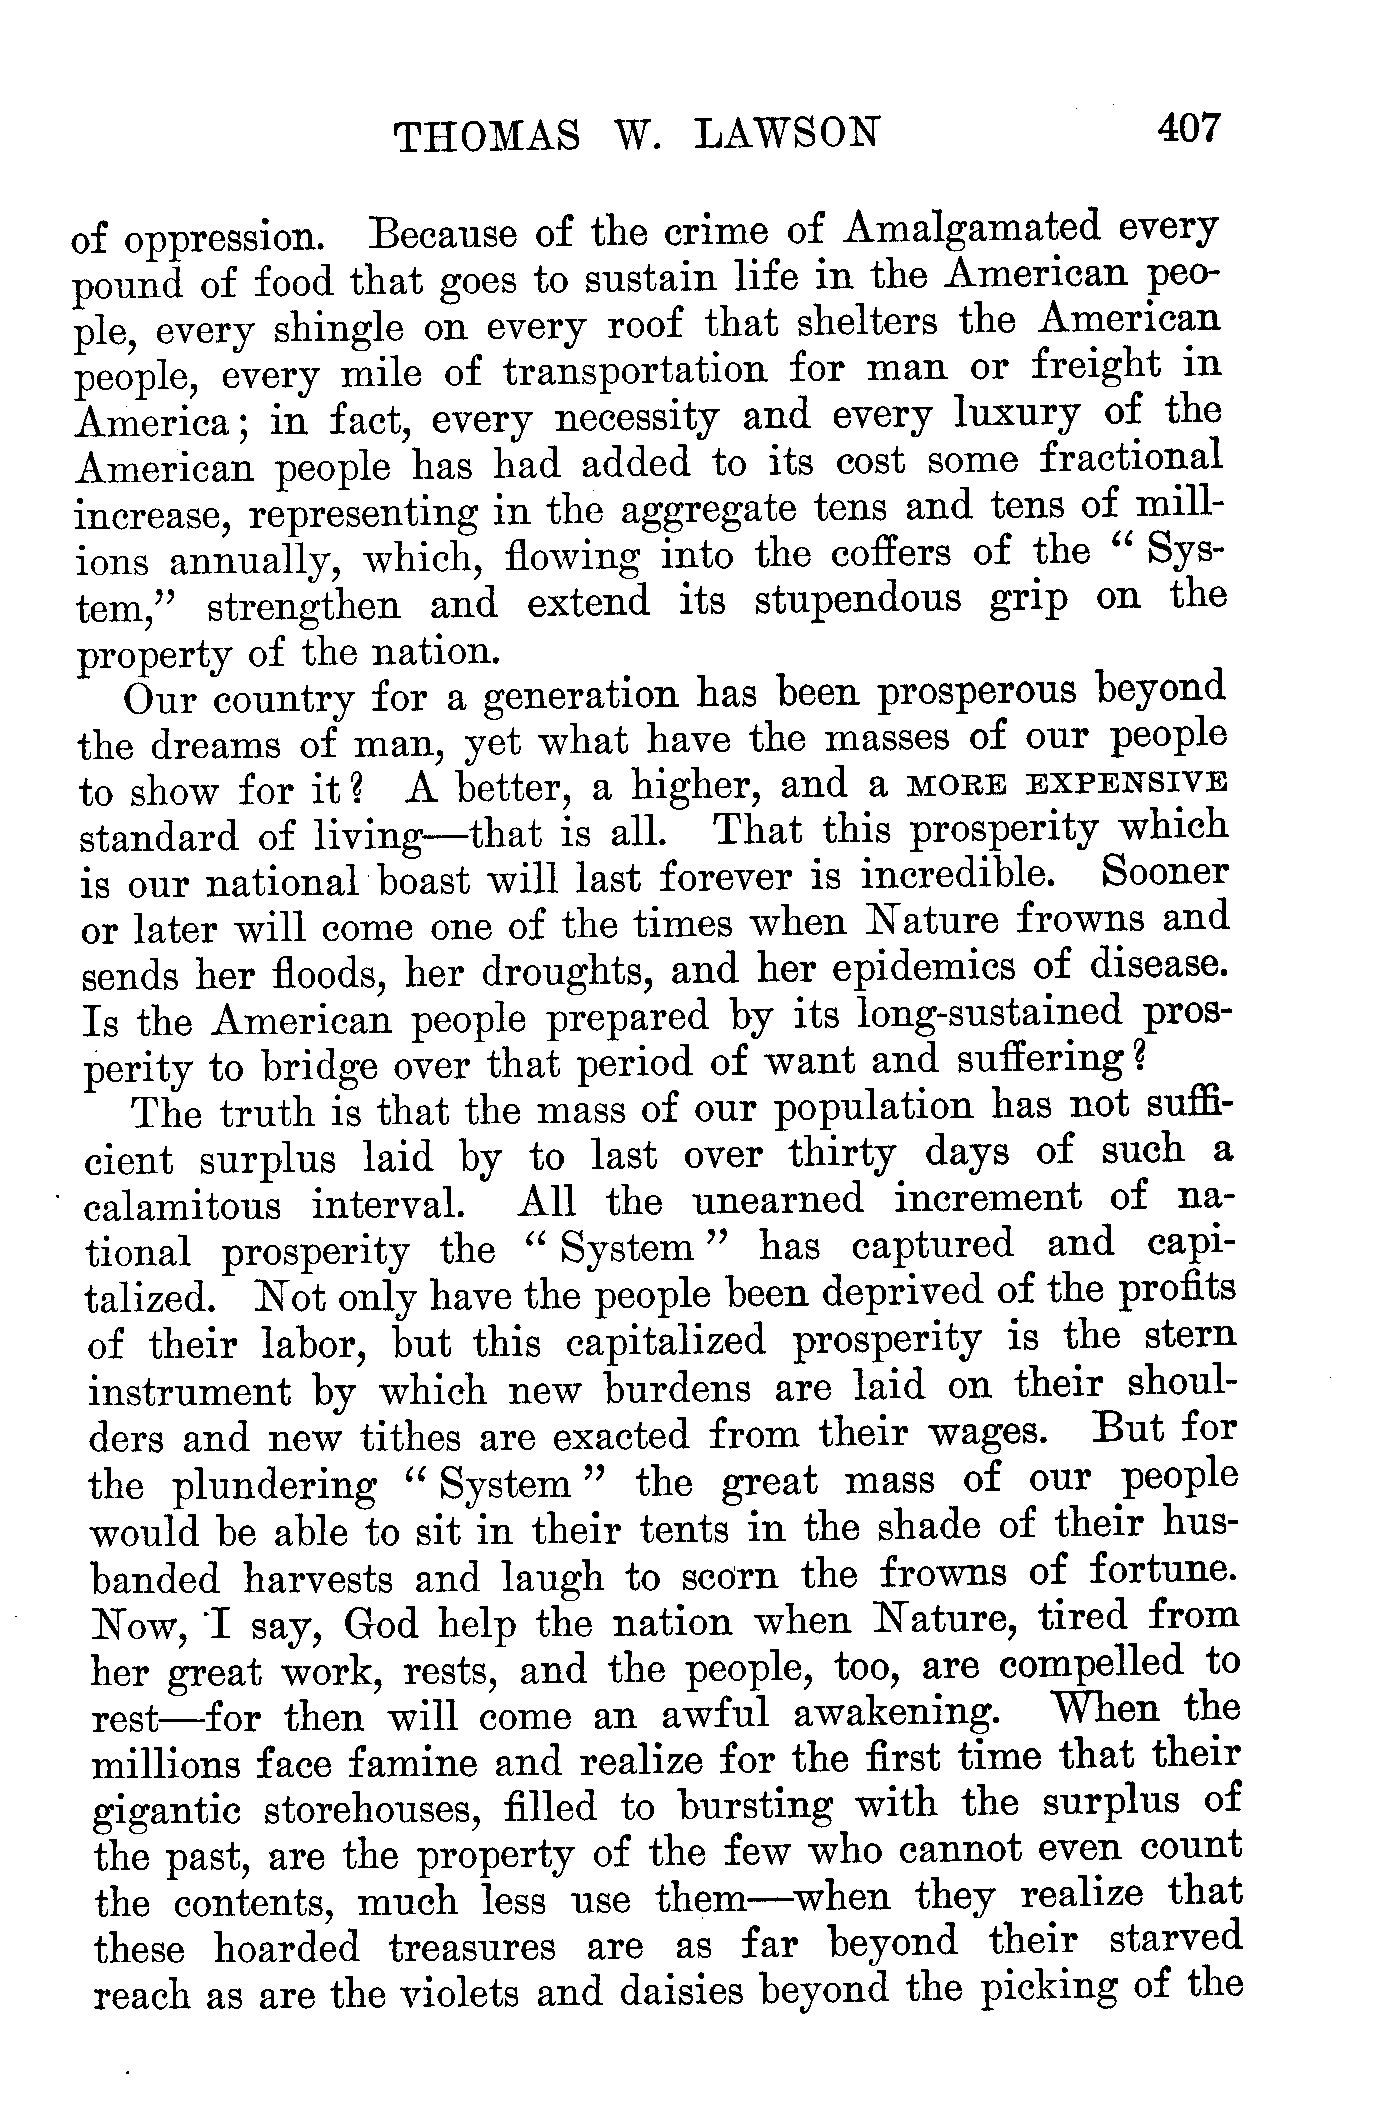 THOMAS W. LAWSON 407
of oppression. Because of the crime of Amalgamated every
pound of food that goes to sustain life in the American peo-
ple, every shingle on every roof that shelters the American
people, every mile of transportation for man or freight in
America; in fact, every necessity and every luxury of the
American people has had added to its cost some fractional
increase, representing in the aggregate tens and tens of mill-
ions annually, which, flowing into the coffers of the “ Sys-
tem,” strengthen and extend its stupendous grip on the
property of the nation.
Our country for a generation has been prosperous beyond
the dreams of man, yet what have the masses of our people
to show for it? A better, a higher, and a MORE EXPENSIVE
standard of living—that is all. That this prosperity which
is our national boast will last forever is incredible. Sooner
or later will come one of the times when Nature frowns and
sends her floods, her droughts, and her epidemics of disease.
Is the American people prepared by its long-sustained pros-
perity to bridge over that period of want and suffering?
The truth is that the mass of our population has not suffi-
cient surplus laid by to last over thirty days of such a
calamitous interval. All the unearned increment of na-
tional prosperity the “ System ” has captured and capi-
talized. Not only have the people been deprived of the profits
of their labor, but this capitalized prosperity is the stern
instrument by which new burdens are laid on their shoul-
ders and new tithes are exacted from their wages. But for
the plundering “ System ” the great mass of our people
would be able to sit in their tents in the shade of their hus-
banded harvests and laugh to scorn the frowns of fortune.
Now, I say, God help the nation when Nature, tired from
her great work, rests, and the people, too, are compelled to
rest—for then will come an awful awakening. When the
millions face famine and realize for the first time that their
gigantic storehouses, filled to bursting with the surplus of
the past, are the property of the few who cannot even count
the contents, much less use them—when they realize that
these hoarded treasures are as far beyond their starved
reach as are the violets and daisies beyond the picking of the